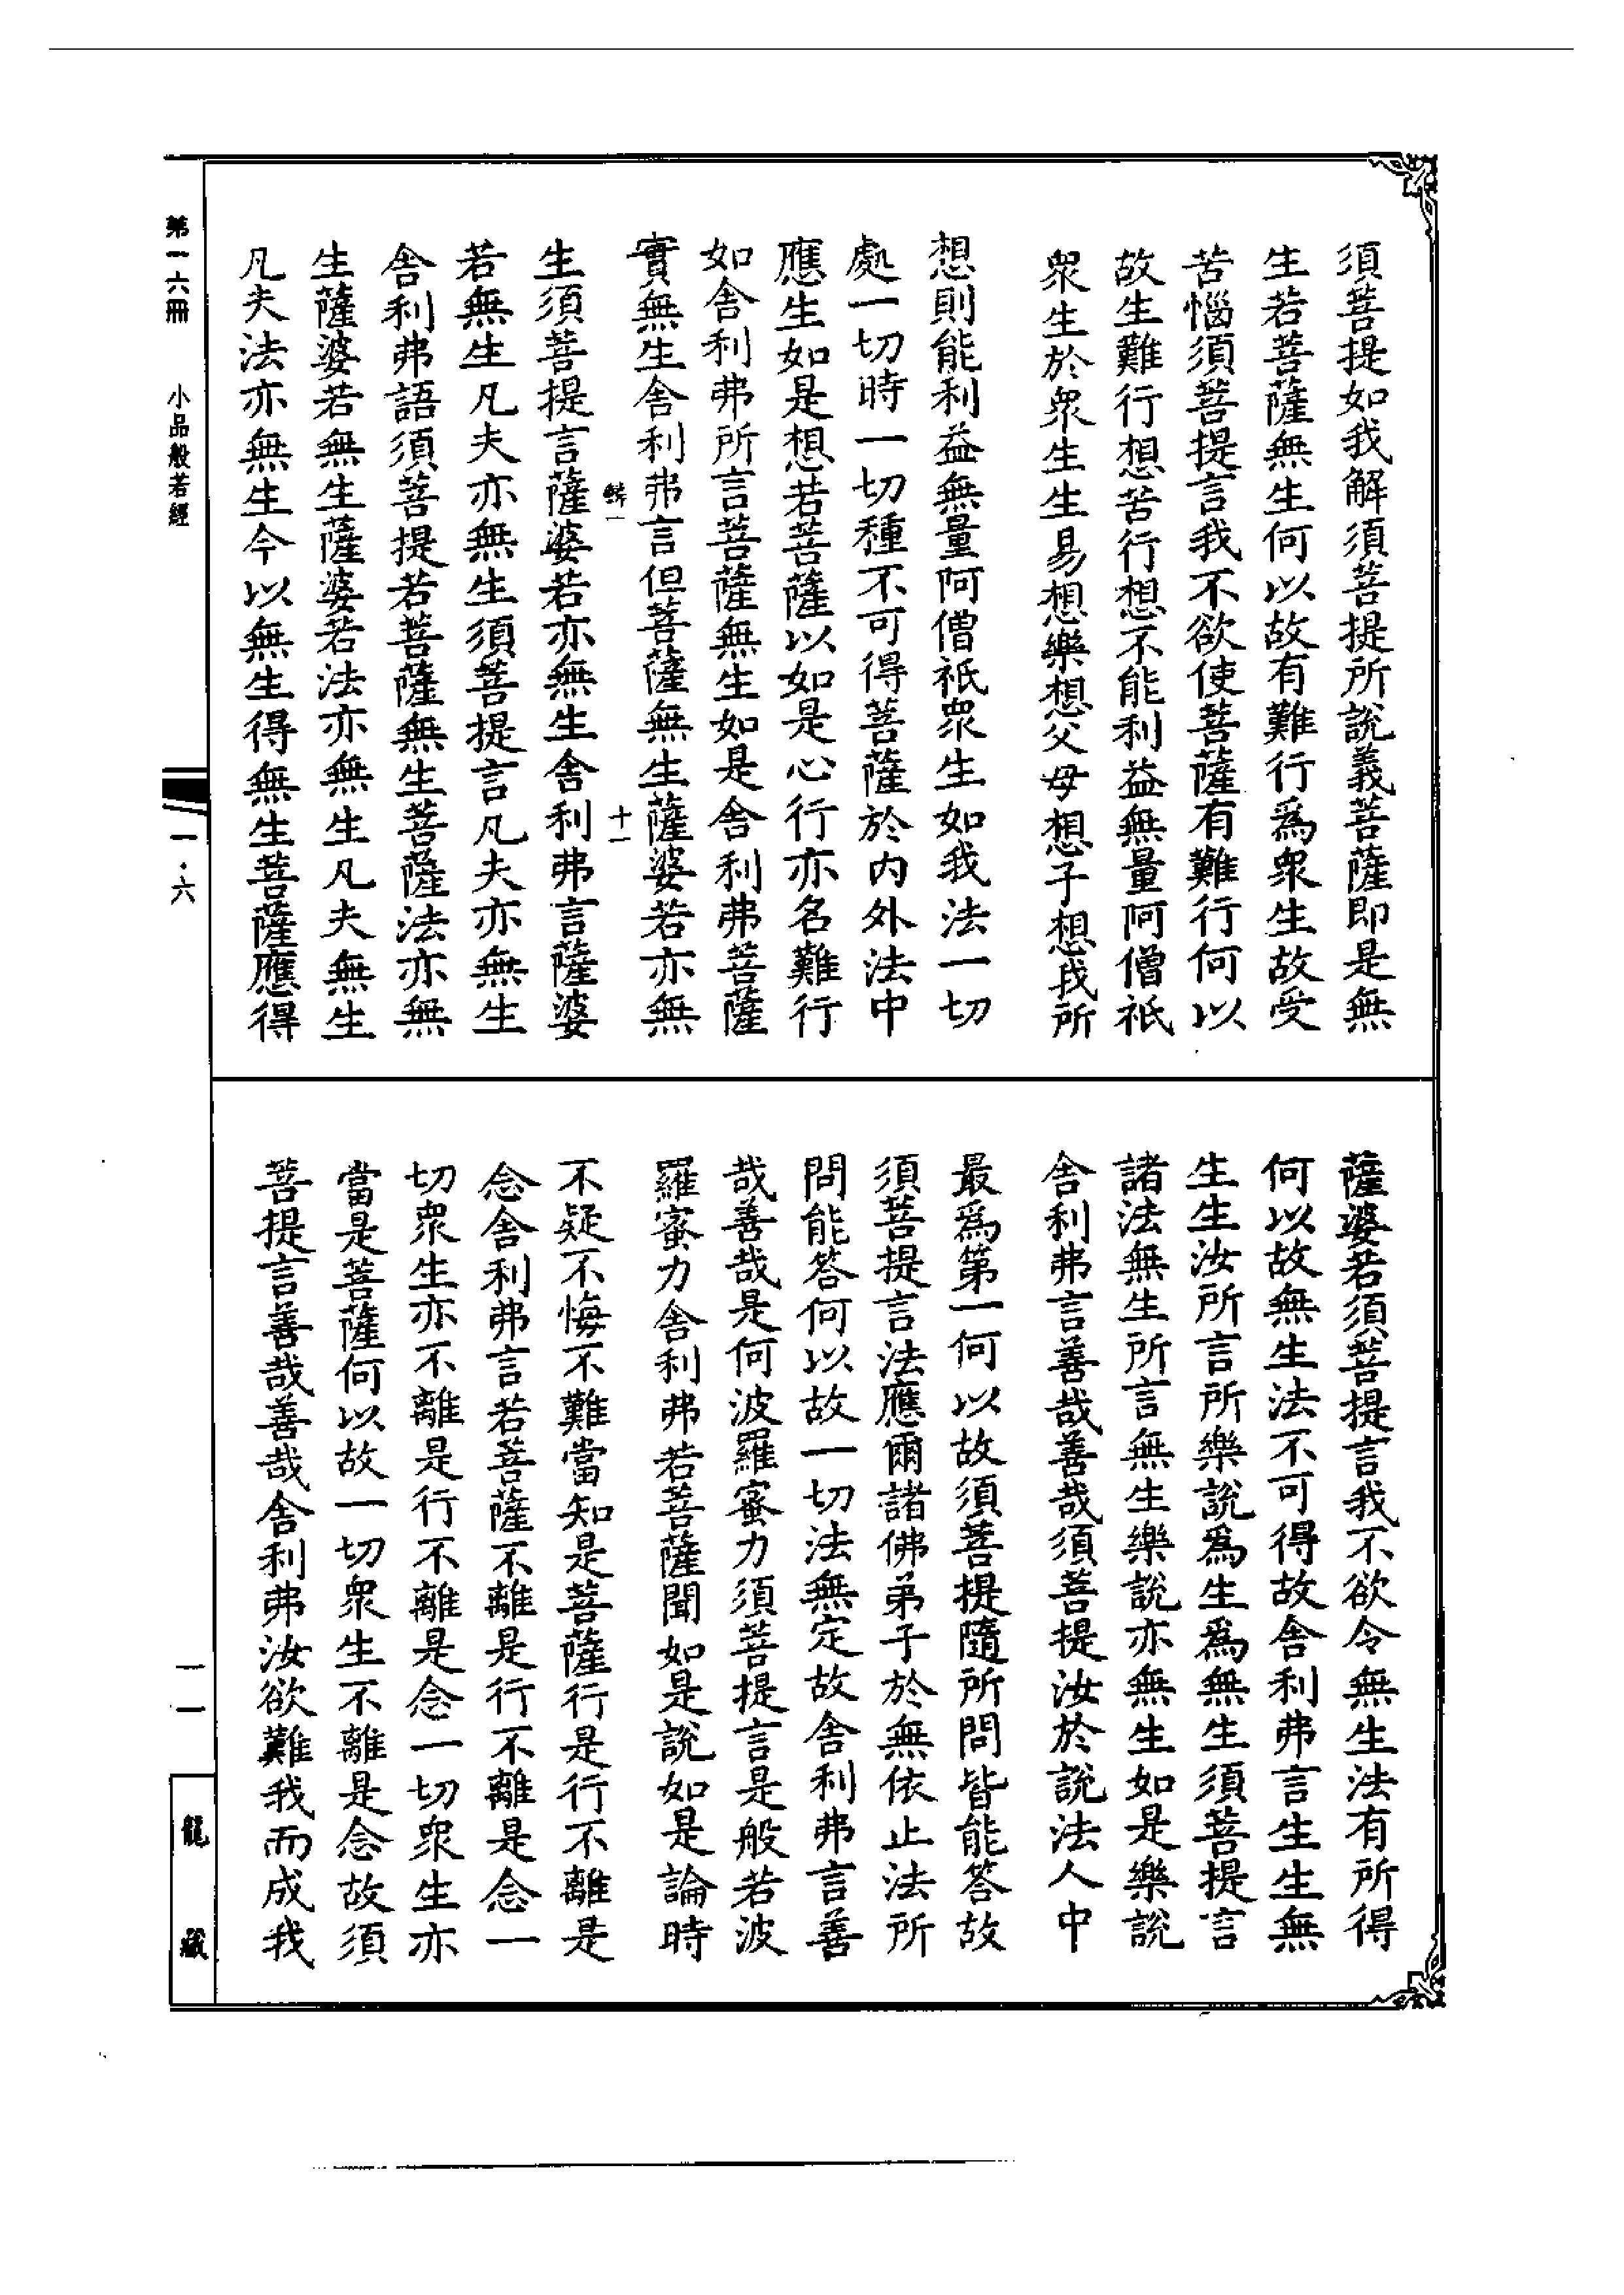 須菩提如我解須菩提所說義菩薩即是無
生若菩薩無生何以故有難行爲衆生故受
苦惱須菩提言我不欲使菩薩有難行何以
故生難行想苦行想不能利益無量阿僧祇
衆生於衆生生易想樂想父母想子想我所
想則能利益無量阿僧祇衆生如我法一切
處一切時一切種不可得菩薩於内外法中
應生如是想若菩薩以如是心行亦名難行
如舍利弗所言菩薩無生如是舍利弗菩薩
實無生舍利弗言但菩薩無生薩婆若亦無
十一
生須菩提言薩婆若亦無生舍利弗言薩婆
若無生凡夫亦無生須菩提言凡夫亦無生
舍利弗語須菩提若菩薩無生菩薩法亦無
生薩婆若無生薩婆若法亦無生凡夫無生
凡夫法亦無生今以無生得無生菩薩應得
薩婆若須菩提言我不欲令無生法有所得
何以故無生法不可得故舍利弗言生生無
生生汝所言所樂說爲生爲無生須菩提言
諸法無生所言無生樂說亦無生如是樂說
舍利弗言善哉善哉須菩提汝於說法人中
最爲第一何以故須菩提隨所問皆能答故
須菩提言法應爾諸佛弟子於無依止法所
問能答何以故一切法無定故舍利弗言善
哉善哉是何波羅蜜力須菩提言是般若波
羅蜜力舍利弗若菩薩聞如是說如是論時
不疑不悔不難當知是菩薩行是行不離是
念舍利弗言若菩薩不離是行不離是念一
切衆生亦不離是行不離是念一切衆生亦
當是菩薩何以故一切衆生不離是念故須
菩提言善哉善哉舍利弗汝欲難我而成我
第一六冊
小品般若經
一·六
一一
龍藏